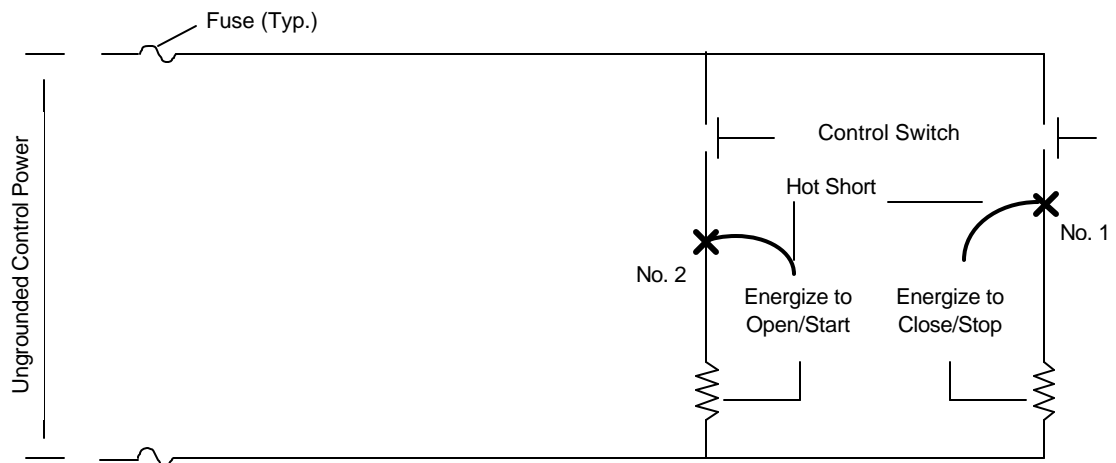 Fuse (Typ.)
Ungrounded Control Power
Control Switch
Hot Short
No. 1
No. 2
Energize to
Open/Start
Energize to
Close/Stop